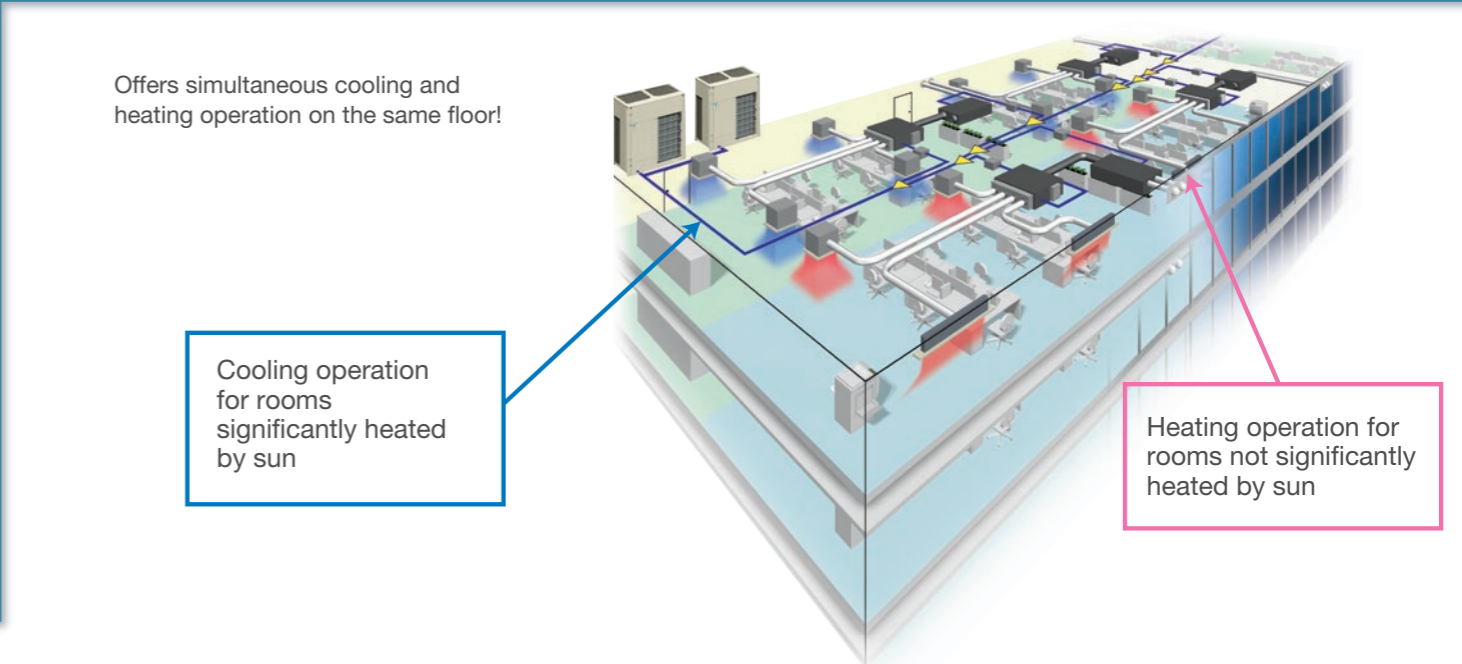 Offers simultaneous cooling and
heating operation on the same floor!
Cooling operation
for rooms
significantly heated
by sun
Heating operation for
rooms not significantly
heated by sun